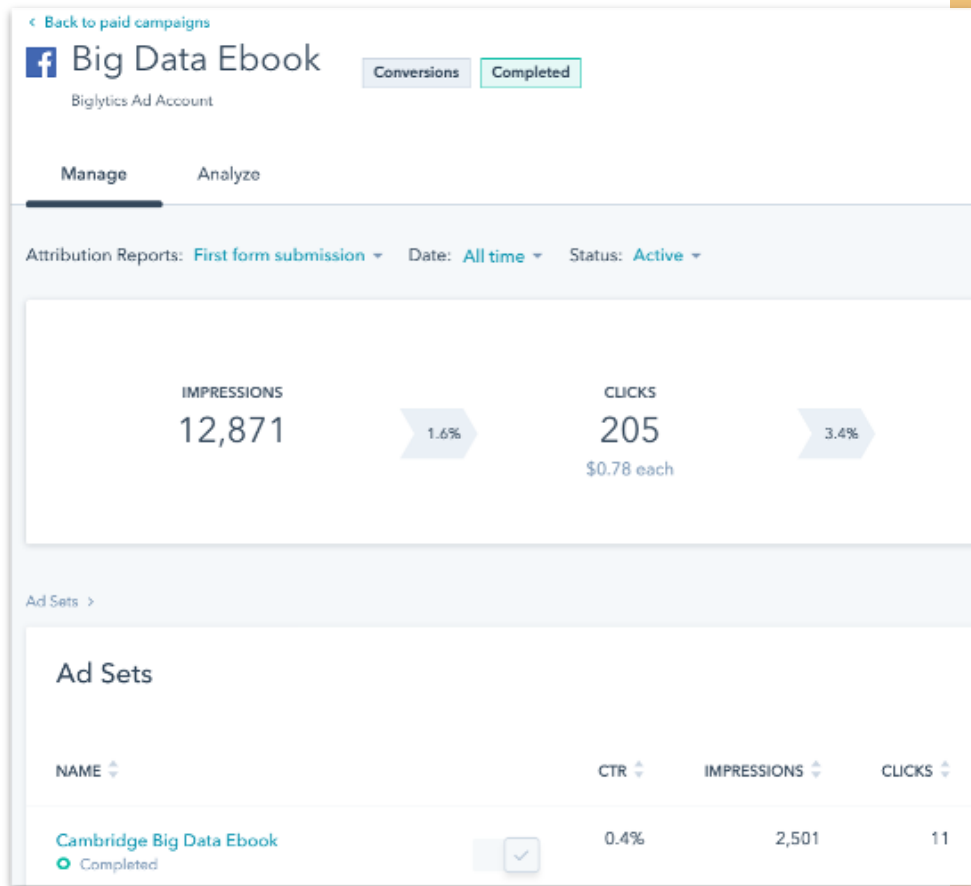 < Back to paid campaigns
Big Data Ebook
Conversions
Completed
Biglytics Ad Account
Manage
Analyze
Attribution Reports: First form submission
Date: All time
Status: Active
IMPRESSIONS
12,871
1.6%
CLICKS
205
$0.78 each
3.4%
Ad Sets >
Ad Sets
NAME
CTR
IMPRESSIONS
CLICKS
Cambridge Big Data Ebook
Completed
0.4%
2,501
11